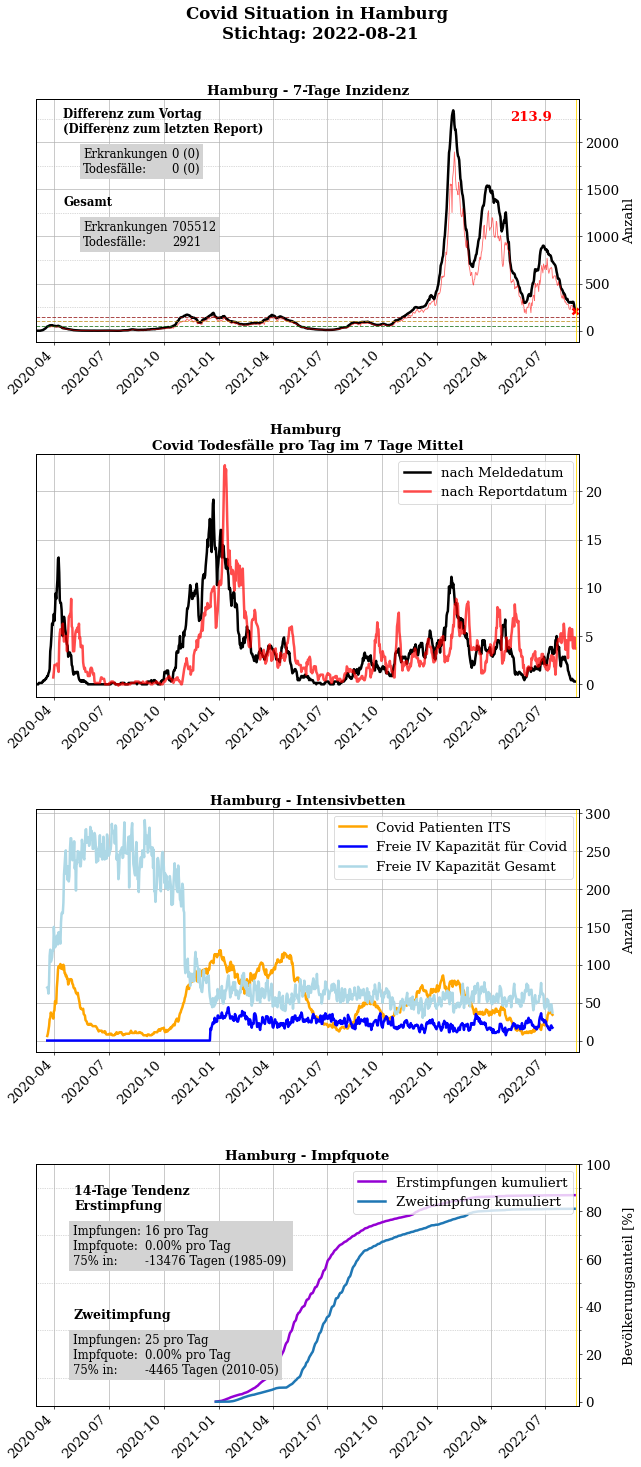 Covid Situation in Hamburg
Stichtag: 2022-08-21
Hamburg - 7-Tage Inzidenz
Differenz zum Vortag
(Differenz zum letzten Report)
Erkrankungen 0 (0)
Todesfälle: 0 (0)
Gesamt
Erkrankungen 705512
Todesfälle: 2921
213.9
2000
1500
1000
500
0
Anzahl
2020-04 2020-07 2020-10 2021-01 2021-04 2021-07 2021-10 2022-01 2022-04 2022-07
Hamburg
Covid Todesfälle pro Tag im 7 Tage Mittel
nach Meldedatum
nach Reportdatum
20
15
10
5
0
2020-04 2020-07 2020-10 2021-01 2021-04 2021-07 2021-10 2022-01 2022-04 2022-07
Hamburg - Intensivbetten
Covid Patienten ITS
Freie IV Kapazität für Covid
Freie IV Kapazität Gesamt
300
250
200
150
100
50
0
Anzahl
2020-04 2020-07 2020-10 2021-01 2021-04 2021-07 2021-10 2022-01 2022-04 2022-07
Hamburg - Impfquote
14-Tage Tendenz
Erstimpfung
Impfungen: 16 pro Tag
Impfquote: 0.00% pro Tag
75% in: -13476 Tagen (1985-09)
Zweitimpfung
Impfungen: 25 pro Tag
Impfquote: 0.00% pro Tag
75% in: -4465 Tagen (2010-05)
Erstimpfungen kumuliert
Zweitimpfung kumuliert
100
80
60
40
20
0
Bevölkerungsanteil [%]
2020-04 2020-07 2020-10 2021-01 2021-04 2021-07 2021-10 2022-01 2022-04 2022-07